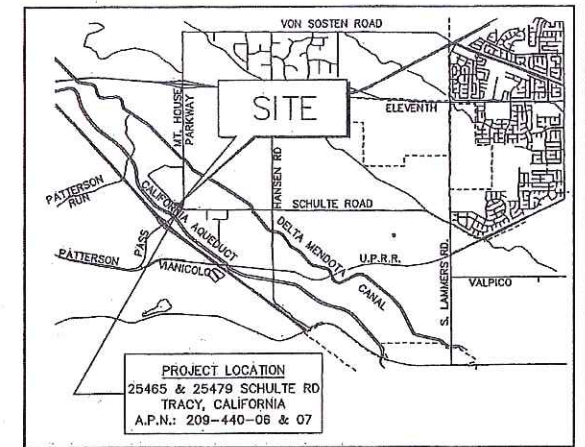 VON SOSTEN ROAD
MT. HOUSE
PARKWAY
SITE
ELEVENTH
HANSEN RD
PATTERSON
RUN
CALIFORNIA AQUEDUCT
SCHULTE ROAD
DELTA MENDOTA
CANAL
PATTERSON
PASS
VIANICOLO
U.P.R.R.
S. LAMMERS RD.
VALPICO
PROJECT LOCATION
25465 & 25479 SCHULTE RD
TRACY, CALIFORNIA
A.P.N.: 209-440-06 & 07